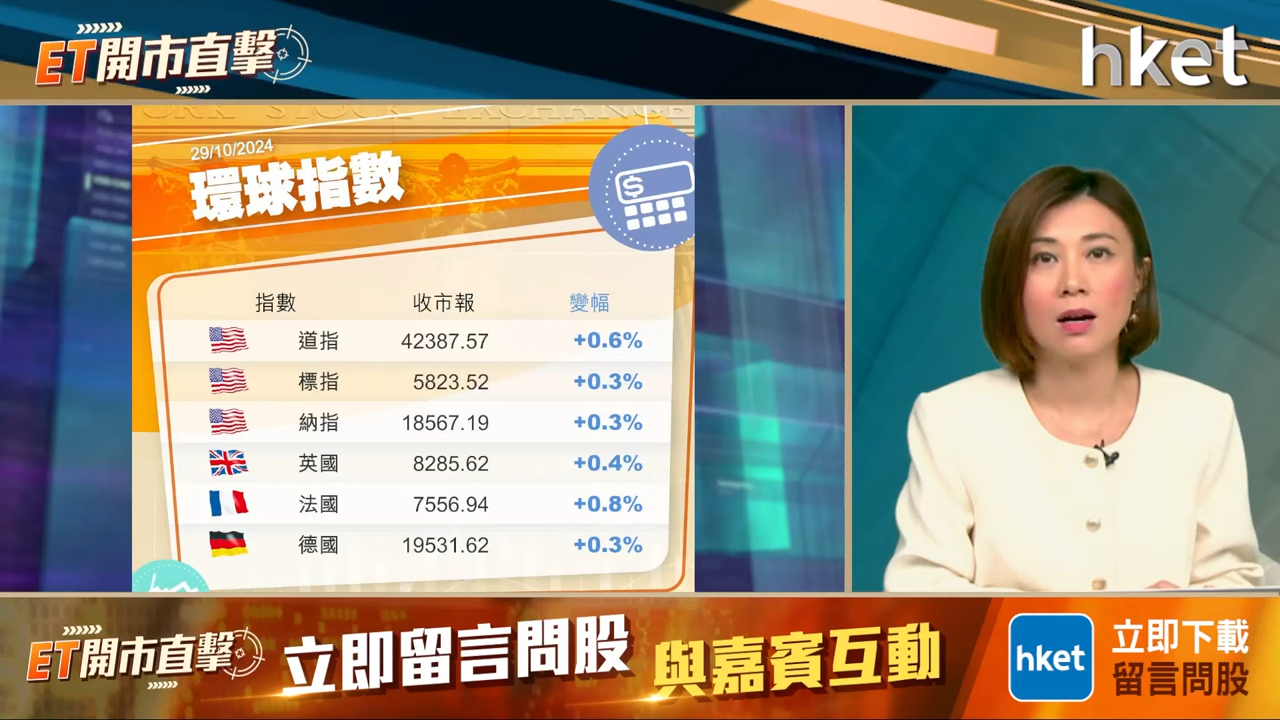 ET開市直擊
hket
ORK STOCK EXCHANGE
29/10/2024
環球指數
$
指數 收市報 變幅
道指 42387.57 +0.6%
標指 5823.52 +0.3%
納指 18567.19 +0.3%
英國 8285.62 +0.4%
法國 7556.94 +0.8%
德國 19531.62 +0.3%
ET開市直擊
立即留言問股 與嘉賓互動
hket
立即下載
留言問股